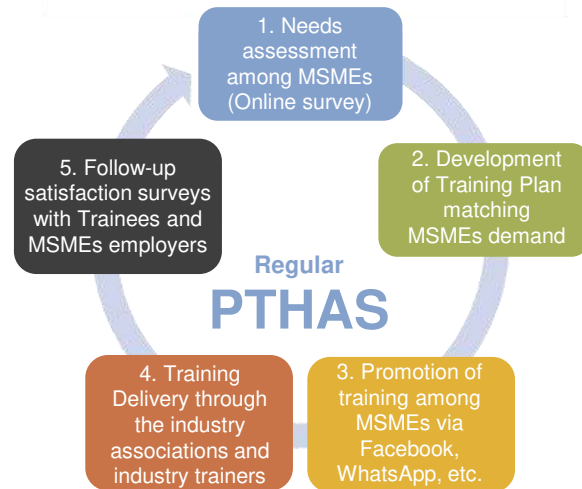 1. Needs
assessment
among MSMEs
(Online survey)
2. Development
of Training Plan
matching
MSMEs demand
3. Promotion of
training among
MSMEs via
Facebook,
WhatsApp, etc.
4. Training
Delivery through
the industry
associations and
industry trainers
5. Follow-up
satisfaction surveys
with Trainees and
MSMEs employers
Regular
PTHAS